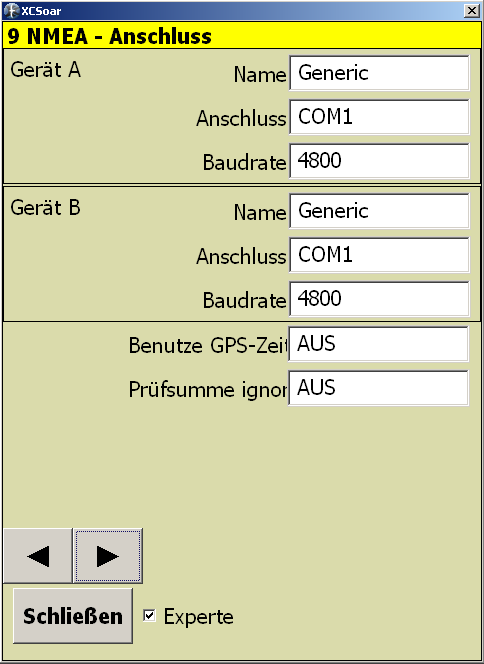 XCSoar
9 NMEA - Anschluss
Gerät A
Name Generic
Anschluss COM1
Baudrate 4800
Gerät B
Name Generic
Anschluss COM1
Baudrate 4800
Benutze GPS-Zeit AUS
Prüfsumme ignor AUS
Schließen Experte